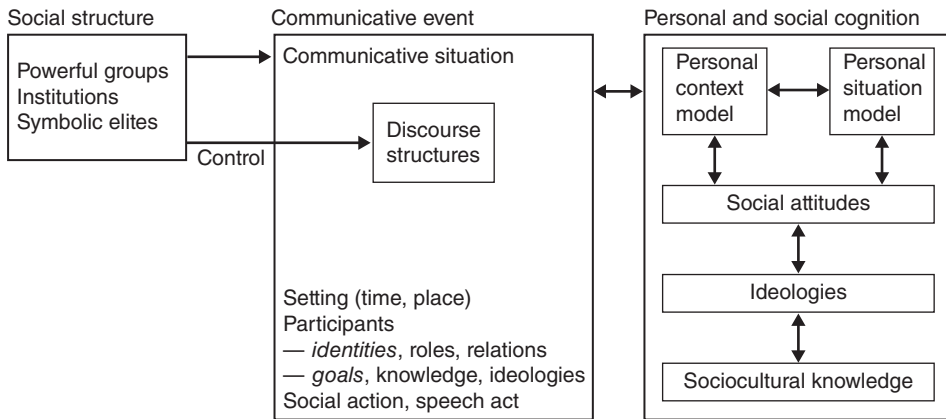 Social structure
Powerful groups
Institutions
Symbolic elites
Control
Communicative event
Communicative situation
Discourse
structures
Setting (time, place)
Participants
— identities, roles, relations
— goals, knowledge, ideologies
Social action, speech act
Personal and social cognition
Personal
context
model
Personal
situation
model
Social attitudes
Ideologies
Sociocultural knowledge